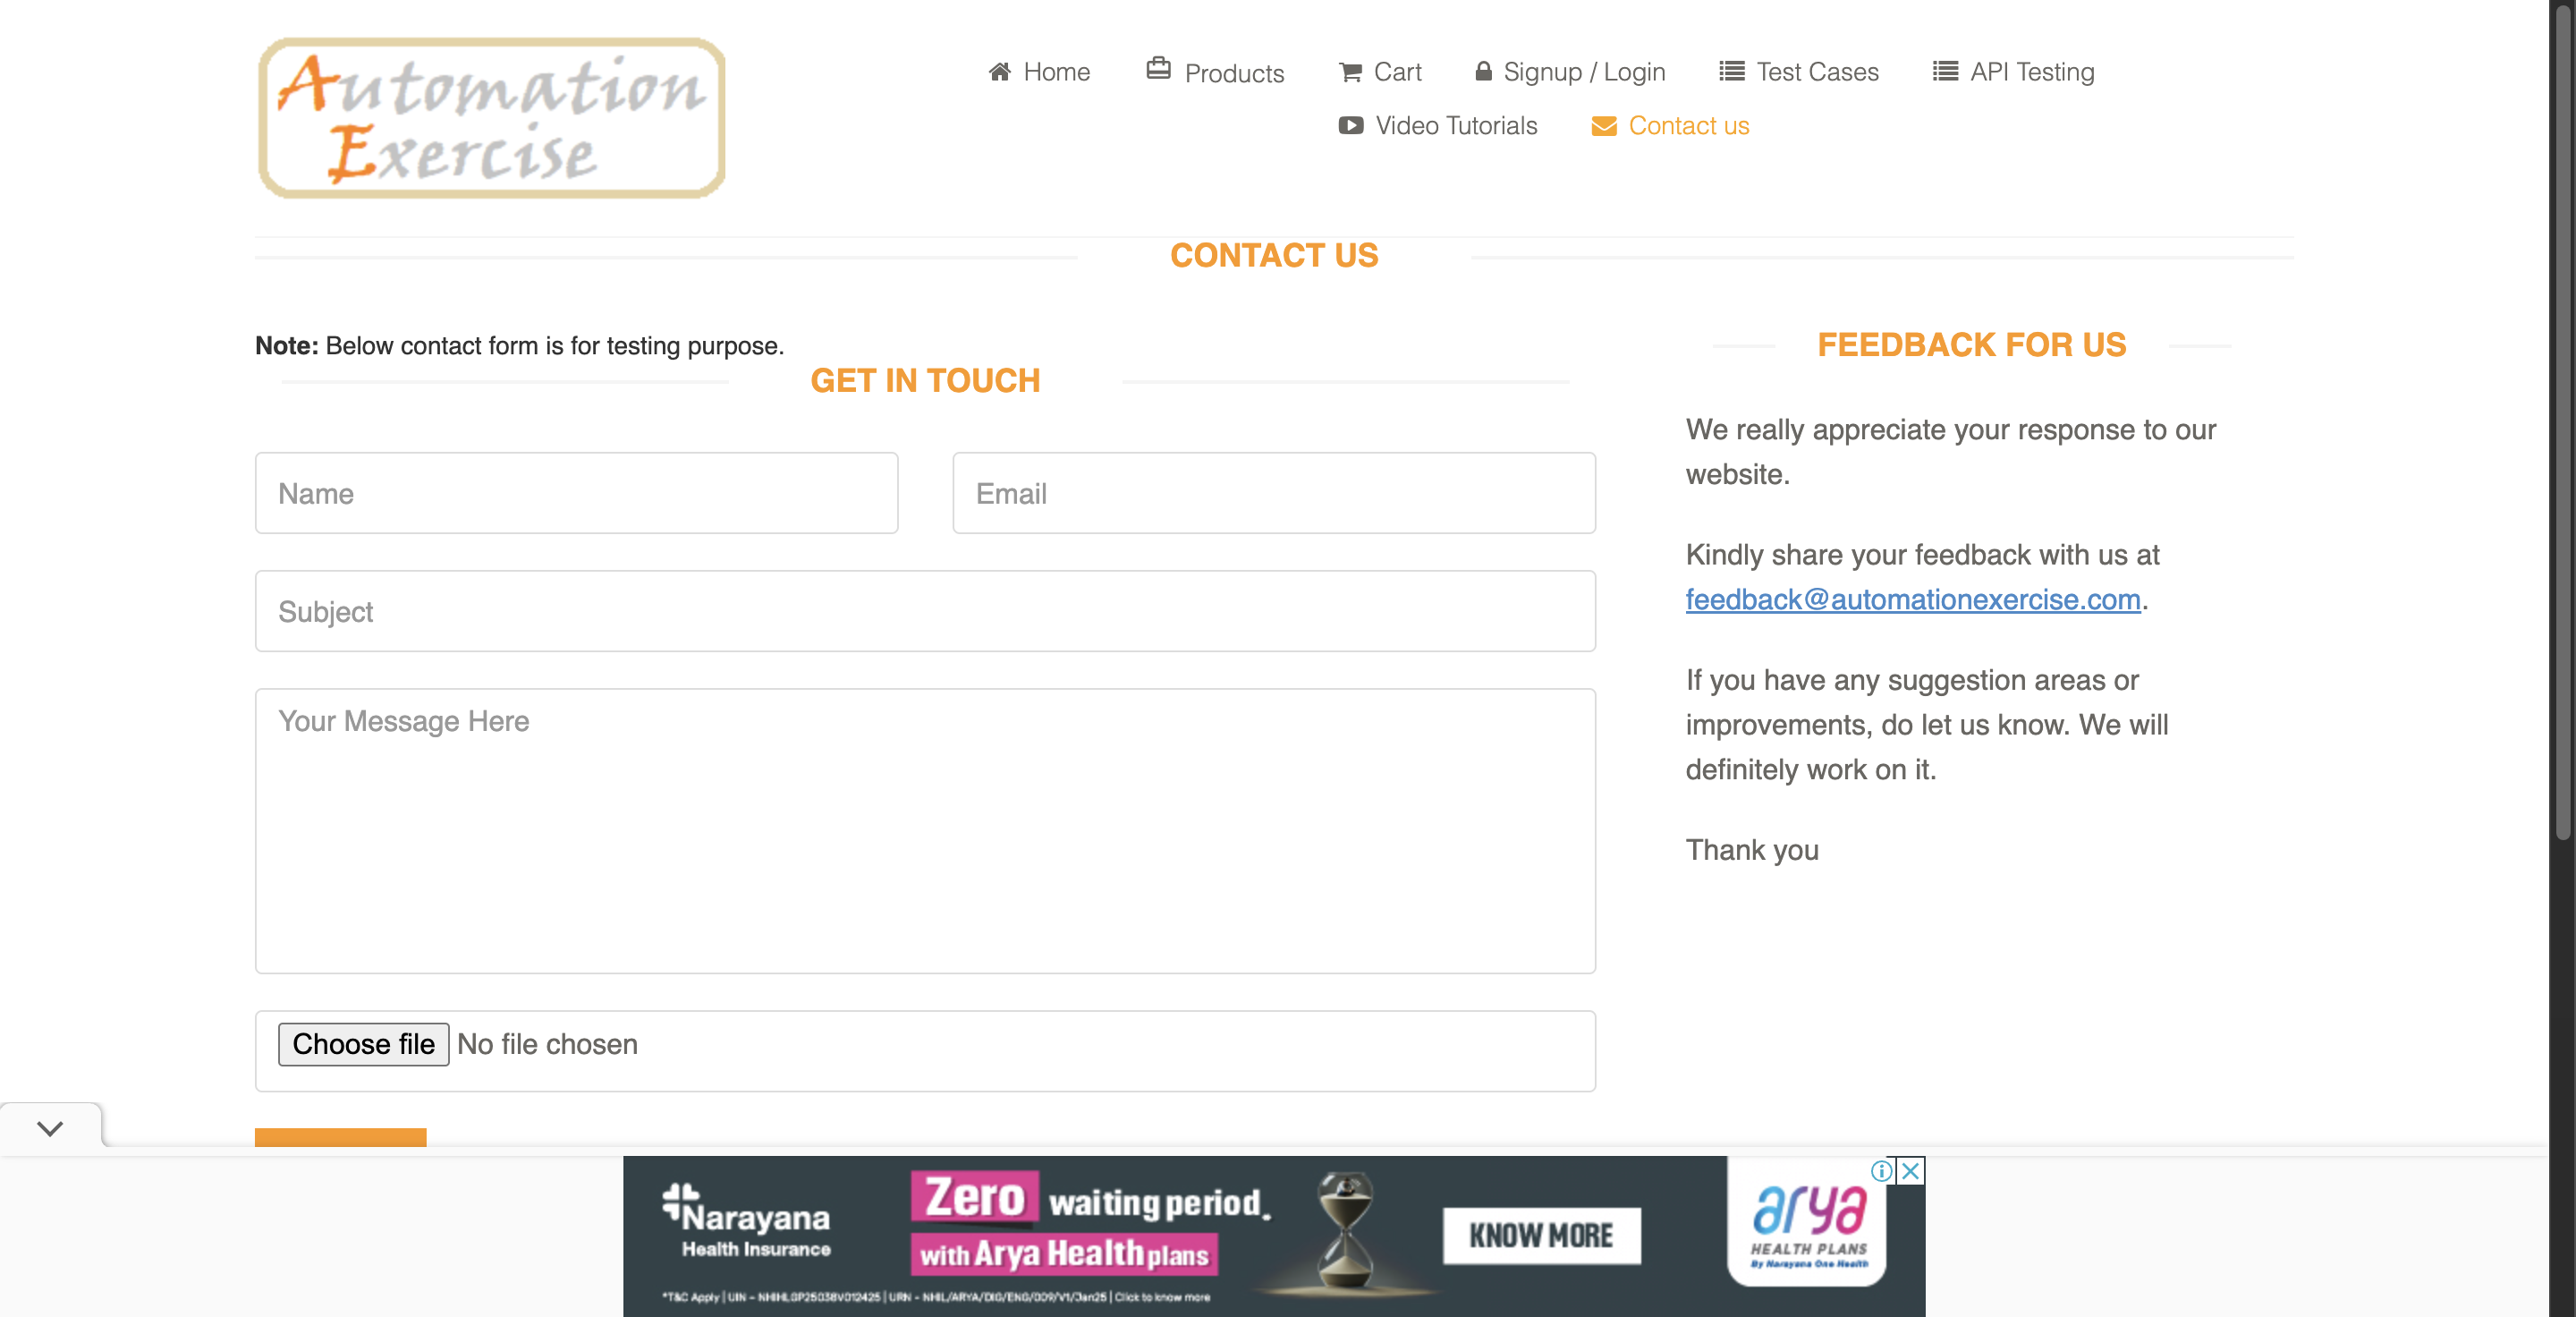 Automation
Exercise
Home
Products
Cart
Signup / Login
Test Cases
API Testing
Video Tutorials
Contact us
CONTACT US
Note: Below contact form is for testing purpose.
GET IN TOUCH
Name
Email
Subject
Your Message Here
Choose file No file chosen
FEEDBACK FOR US
We really appreciate your response to our
website.
Kindly share your feedback with us at
feedback@automationexercise.com.
If you have any suggestion areas or
improvements, do let us know. We will
definitely work on it.
Thank you
Narayana
Health Insurance
Zero waiting period.
with Arya Health plans
*T&C Apply | UIN - NHIHLGP25038V012425 | URN - NHIL/ARYA/DIG/ENG/009/V1/Jan25 | Click to know more
KNOW MORE
arya
HEALTH PLANS
By Narayana One Health